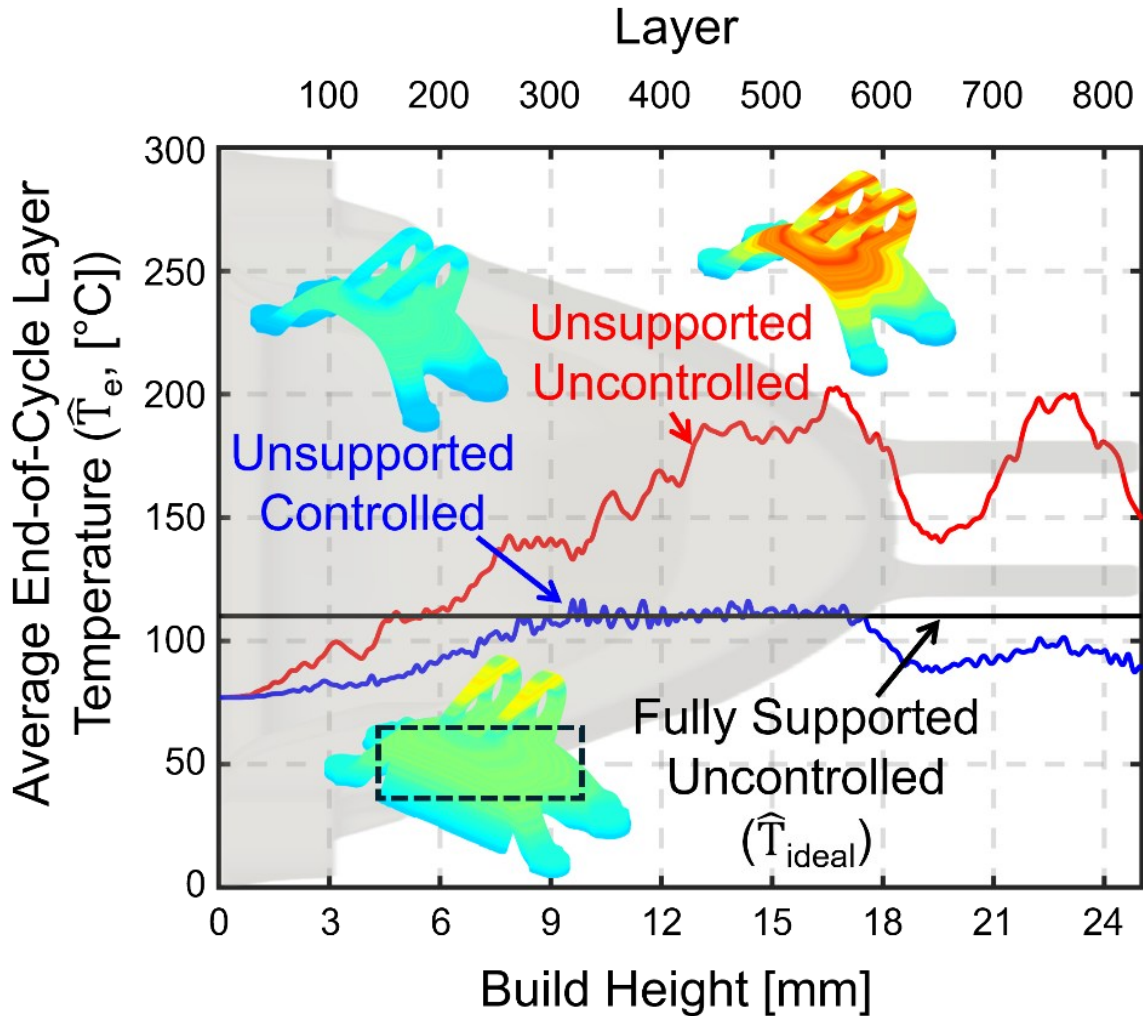 Layer
100 200 300 400 500 600 700 800
Average End-of-Cycle Layer
Temperature (T̂e, [°C])
300
250
200
150
100
50
0
Unsupported
Uncontrolled
Unsupported
Controlled
Fully Supported
Uncontrolled
(T̂ideal)
0 3 6 9 12 15 18 21 24
Build Height [mm]